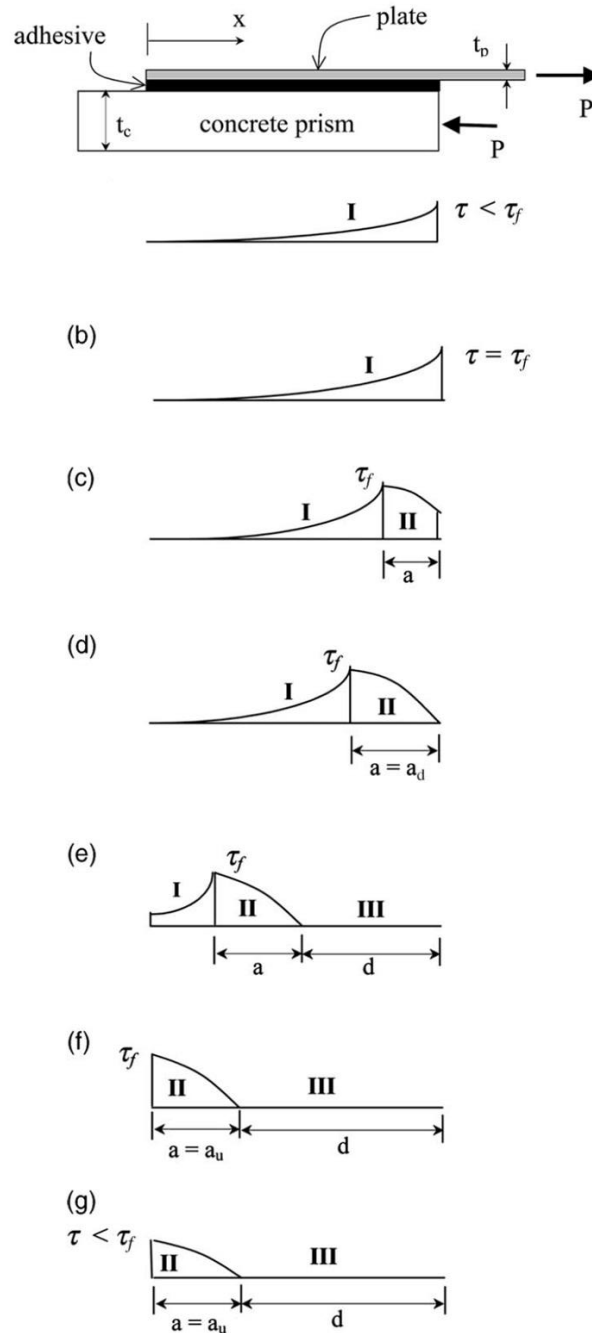 x
plate
adhesive
t_p
P
t_c
concrete prism
P
I
τ < τ_f
(b)
I
τ = τ_f
(c)
τ_f
I
II
a
(d)
τ_f
I
II
a = a_d
(e)
τ_f
I
II
III
a
d
(f)
τ_f
II
III
a = a_u
d
(g)
τ < τ_f
II
III
a = a_u
d